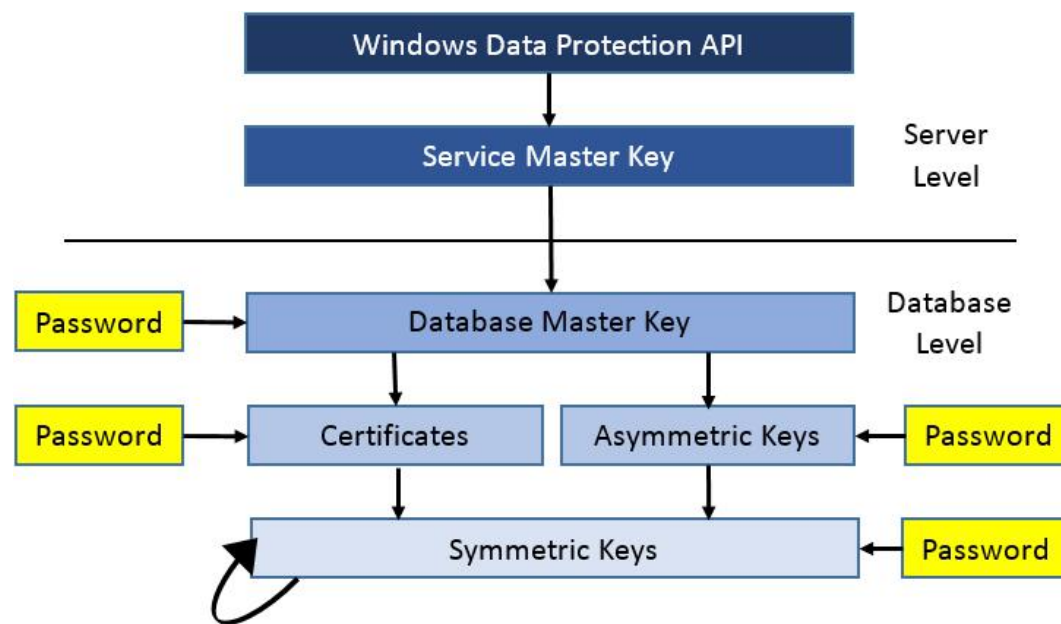 Windows Data Protection API
Service Master Key
Server
Level
Password
Database Master Key
Database
Level
Password
Certificates
Asymmetric Keys
Password
Symmetric Keys
Password